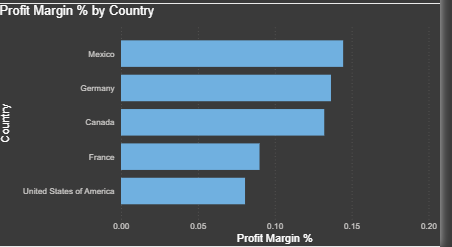 Profit Margin % by Country
Country
Mexico
Germany
Canada
France
United States of America
0.00 0.05 0.10 0.15 0.20
Profit Margin %